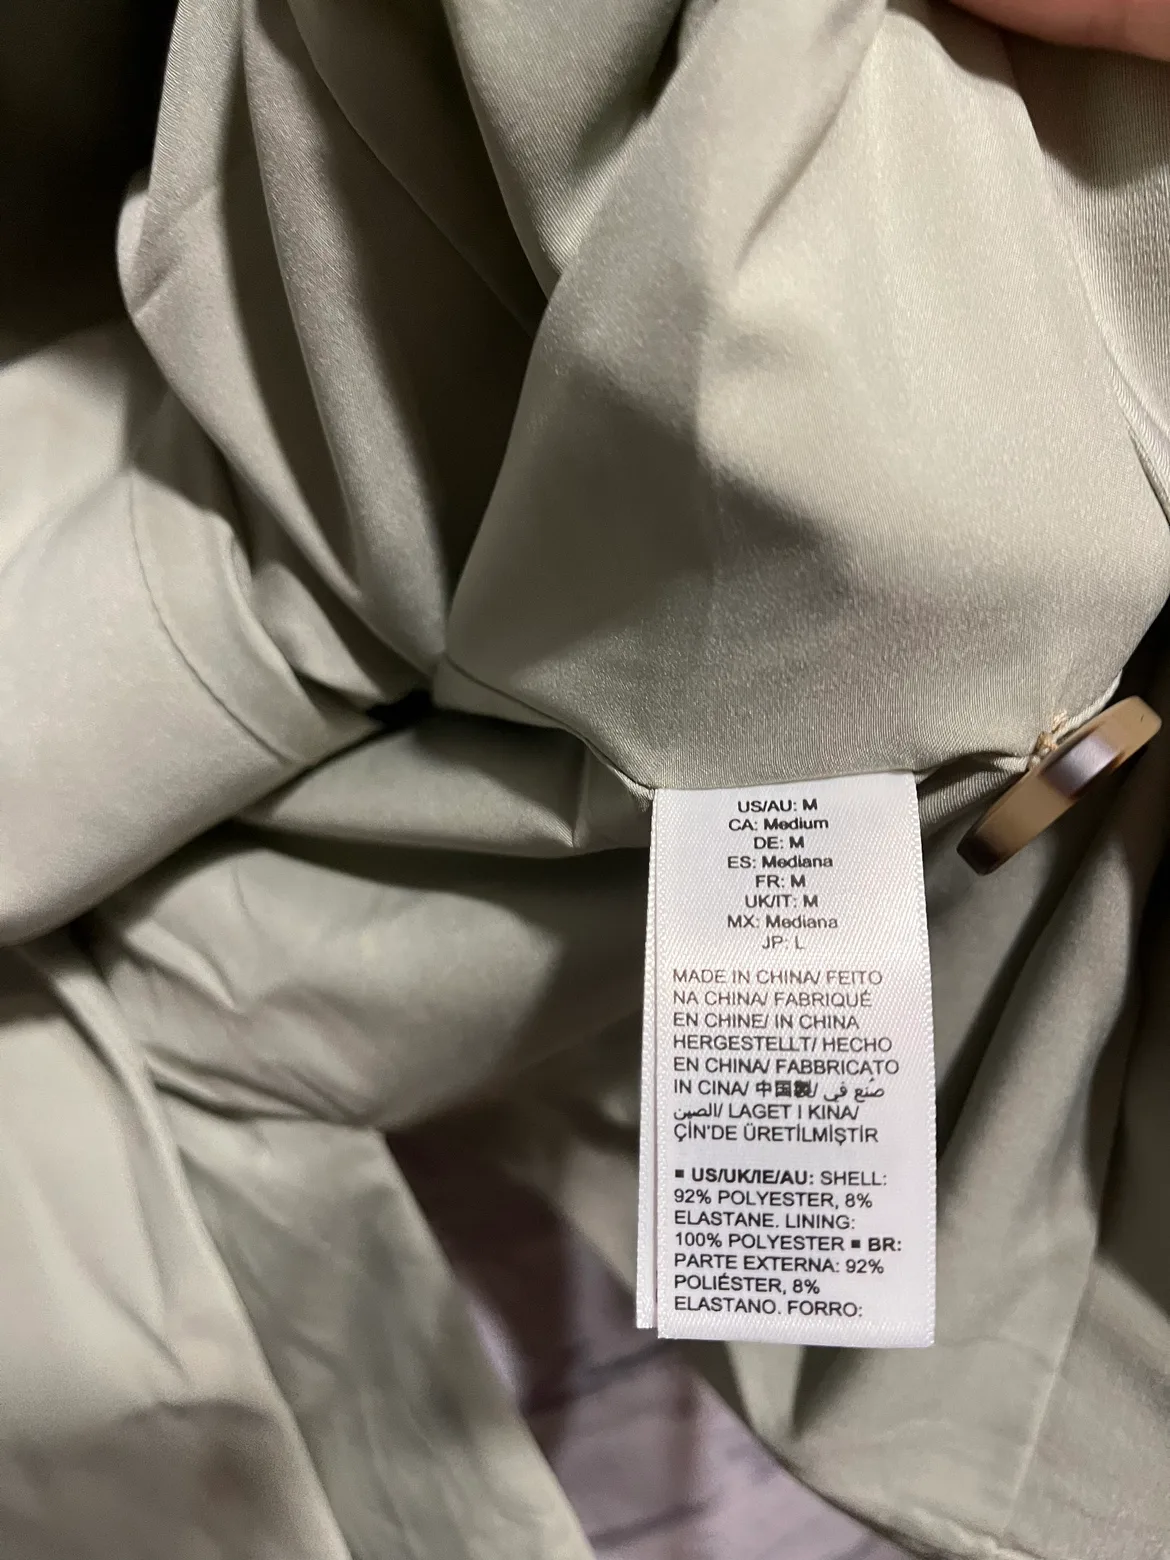 US/AU: M
CA: Medium
DE: M
ES: Mediana
FR: M
UK/IT: M
MX: Mediana
JP: L
MADE IN CHINA/ FEITO
NA CHINA/ FABRIQUÉ
EN CHINE/ IN CHINA
HERGESTELLT/ HECHO
EN CHINA/ FABBRICATO
IN CINA/ 中国製/ صُنع في
الصين/ LAGET I KINA/
ÇİN'DE ÜRETİLMİŞTİR
▪ US/UK/IE/AU: SHELL:
92% POLYESTER, 8%
ELASTANE. LINING:
100% POLYESTER ▪ BR:
PARTE EXTERNA: 92%
POLIÉSTER, 8%
ELASTANO. FORRO: